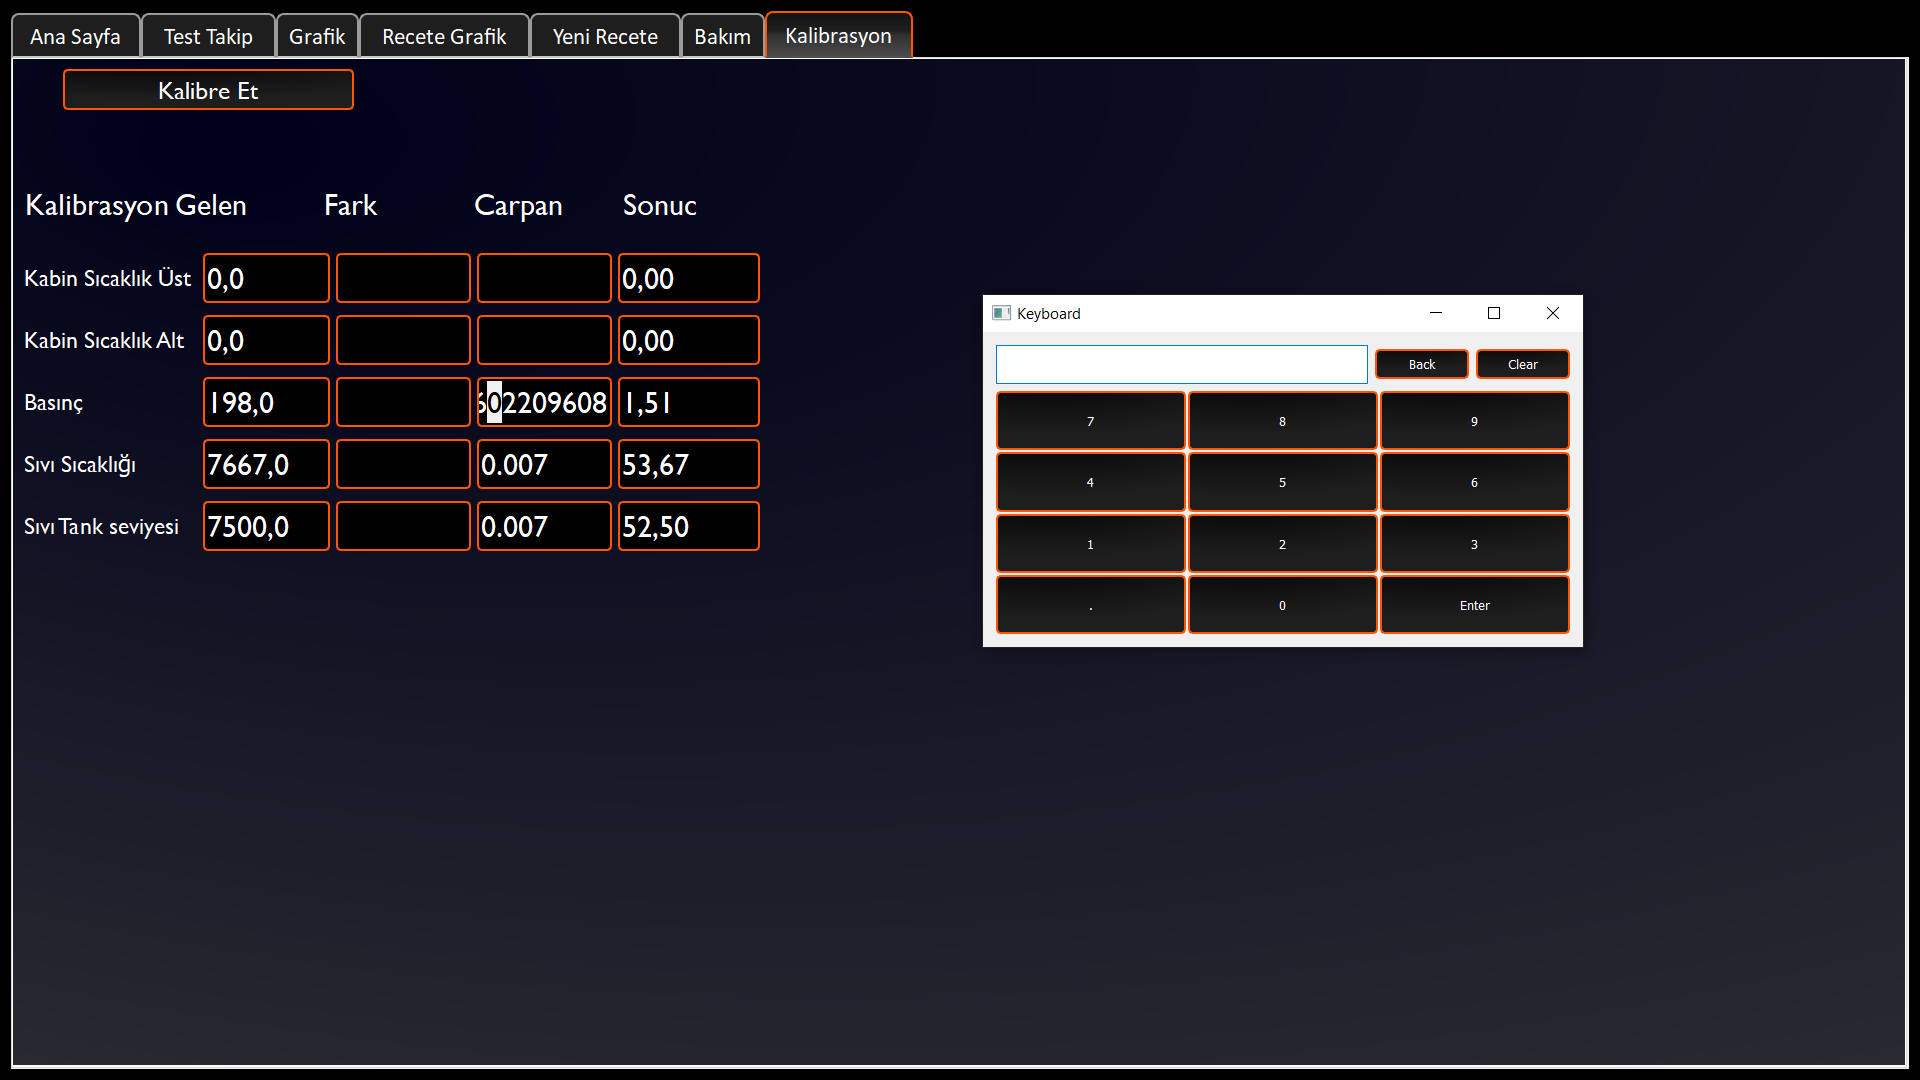 Ana Sayfa Test Takip Grafik Recete Grafik Yeni Recete Bakım Kalibrasyon
Kalibre Et
Kalibrasyon Gelen Fark Carpan Sonuc
Kabin Sıcaklık Üst 0,0 0,00
Kabin Sıcaklık Alt 0,0 0,00
Basınç 198,0 602209608 1,51
Sıvı Sıcaklığı 7667,0 0.007 53,67
Sıvı Tank seviyesi 7500,0 0.007 52,50
Keyboard
Back Clear
7 8 9
4 5 6
1 2 3
. 0 Enter